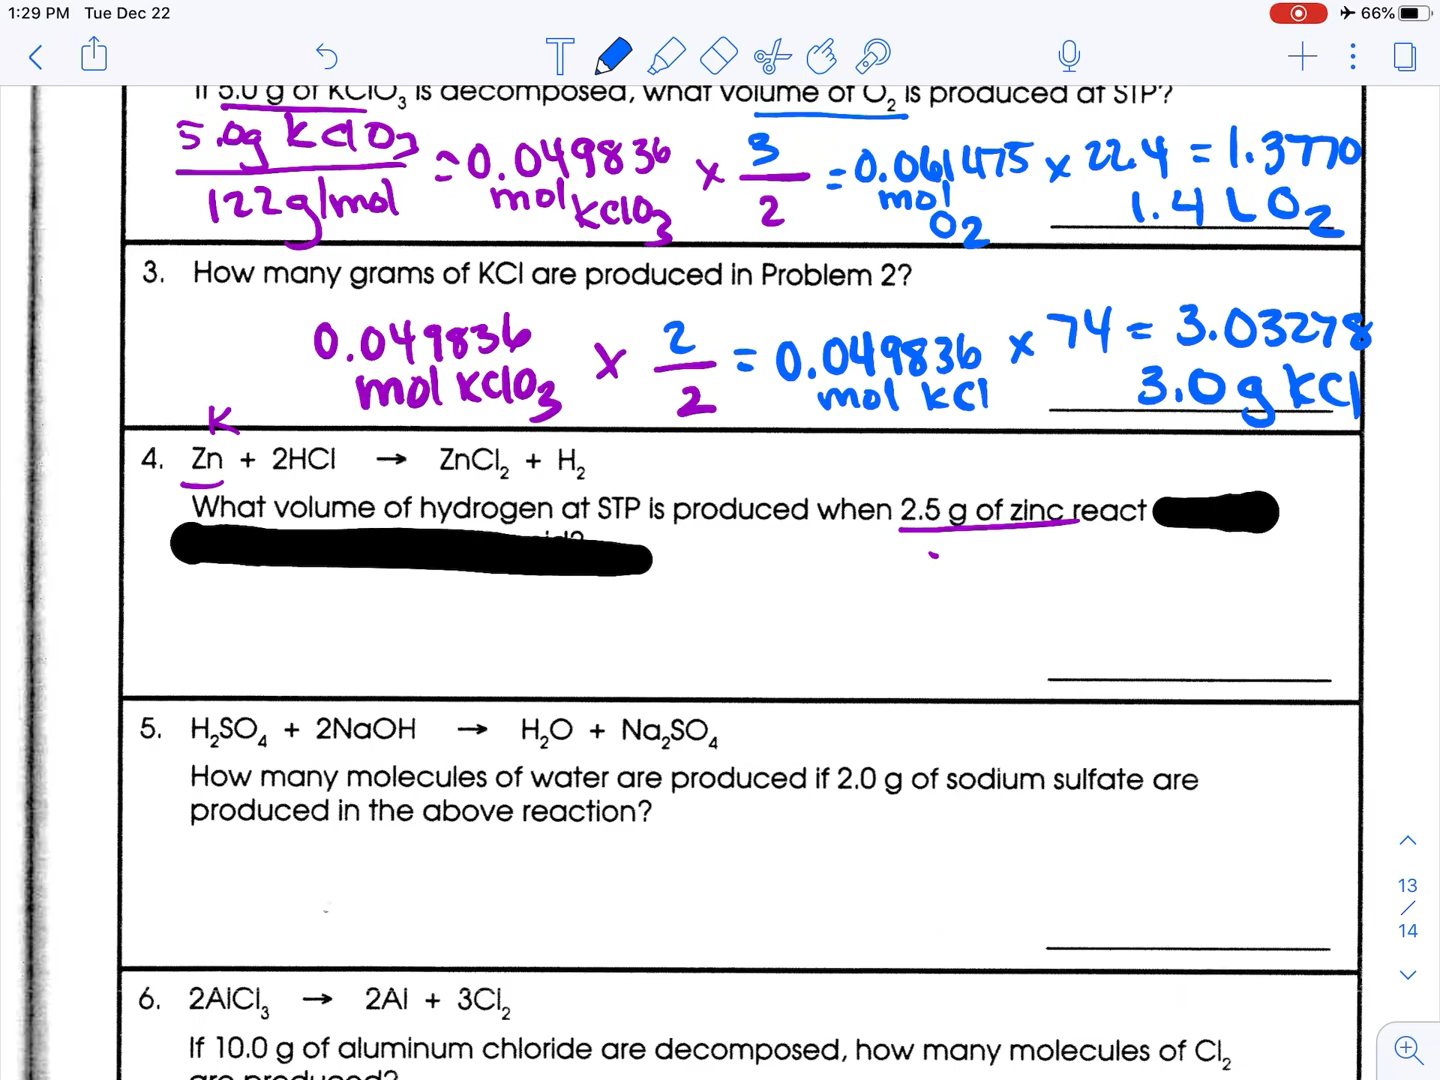 1:29 PM Tue Dec 22
66%
If 5.0 g of KClO₃ is decomposed, what volume of O₂ is produced at STP?
5.0g KClO₃ / 122g/mol = 0.049836 mol KClO₃ x 3/2 = 0.061475 mol O2 x 22.4 = 1.3770
1.4 L O2
3. How many grams of KCl are produced in Problem 2?
0.049836 mol KClO₃ x 2/2 = 0.049836 mol KCl x 74 = 3.03278
3.0g KCl
K
4. Zn + 2HCl → ZnCl₂ + H₂
What volume of hydrogen at STP is produced when 2.5 g of zinc react
5. H₂SO₄ + 2NaOH → H₂O + Na₂SO₄
How many molecules of water are produced if 2.0 g of sodium sulfate are
produced in the above reaction?
13
/
14
6. 2AlCl₃ → 2Al + 3Cl₂
If 10.0 g of aluminum chloride are decomposed, how many molecules of Cl₂
are produced?